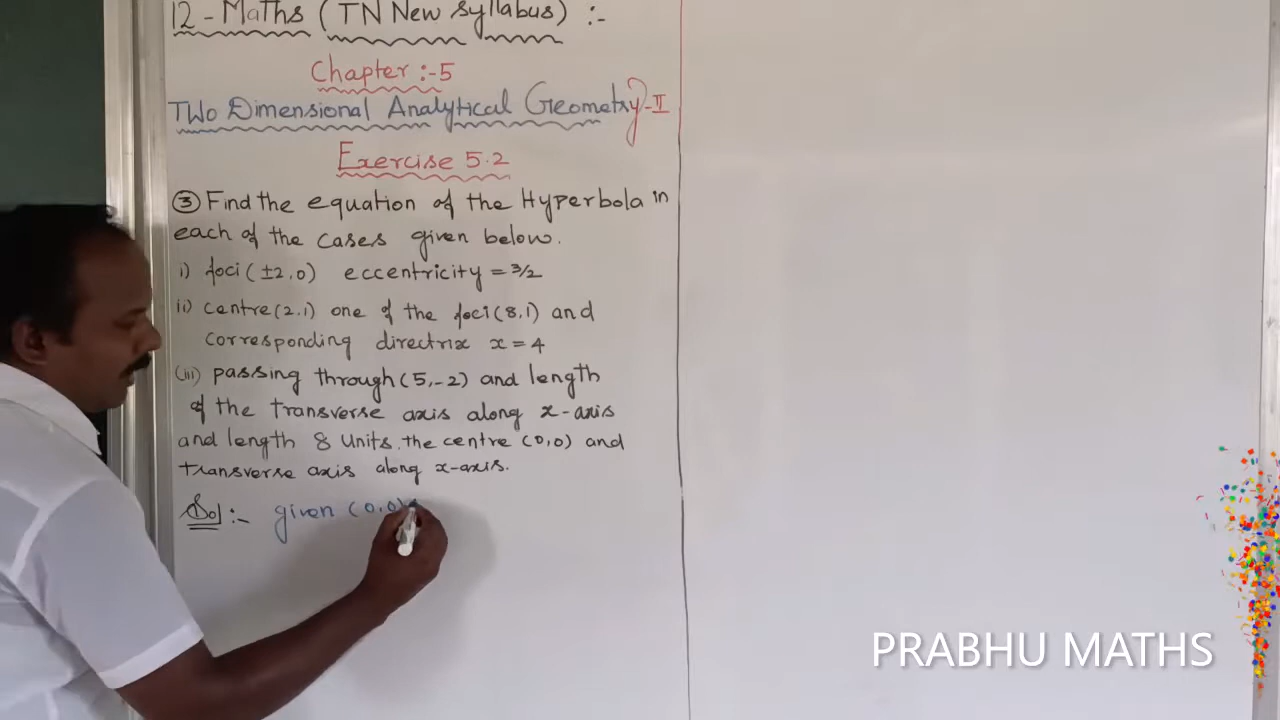 12 - Maths (TN New syllabus) :-
Chapter :- 5
Two Dimensional Analytical Geometry - II
Exercise 5.2
③ Find the equation of the Hyperbola in
each of the cases given below.
i) foci (±2,0) eccentricity = 3/2
ii) centre (2,1) one of the foci (8,1) and
corresponding directrix x = 4
(iii) passing through (5,-2) and length
of the transverse axis along x-axis
and length 8 units. the centre (0,0) and
transverse axis along x-axis.
Sol :- given (0,0)
PRABHU MATHS